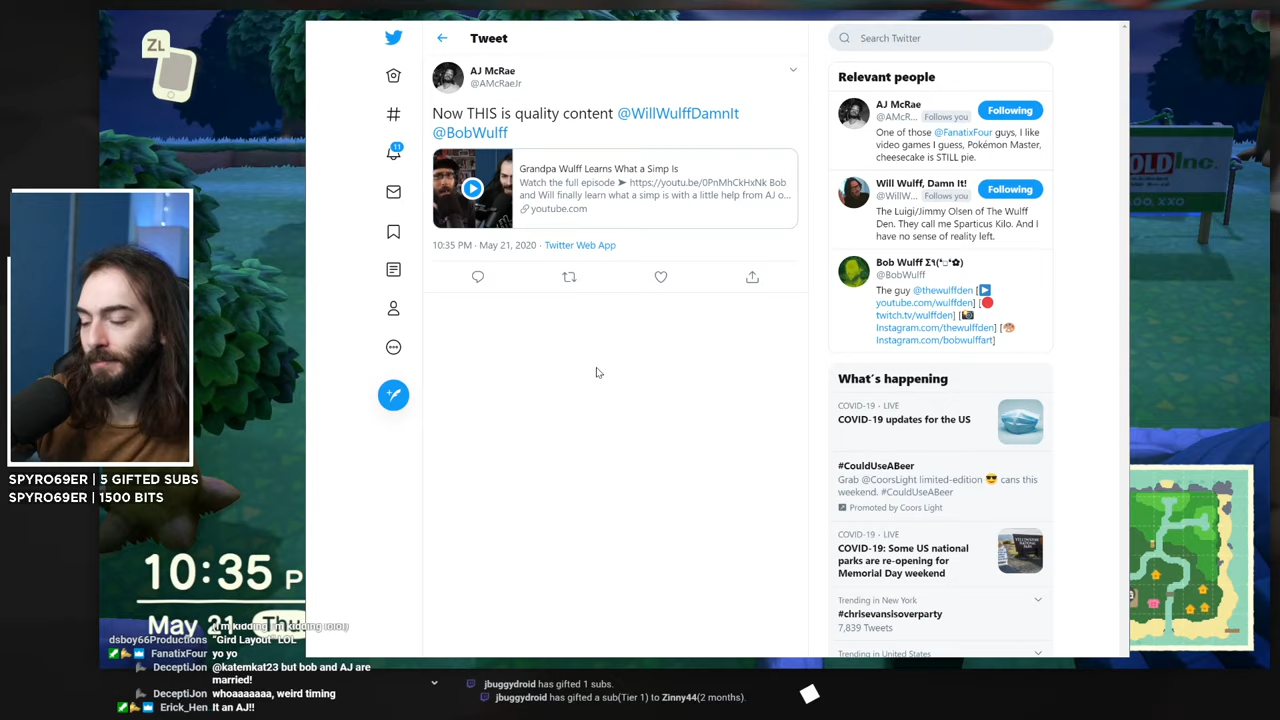 ZL
Tweet
Search Twitter
AJ McRae
@AMcRaeJr
Now THIS is quality content @WillWulffDamnIt
@BobWulff
Grandpa Wulff Learns What a Simp Is
Watch the full episode ➤ https://youtu.be/0PnMhCkHxNk Bob
and Will finally learn what a simp is with a little help from AJ o...
youtube.com
10:35 PM · May 21, 2020 · Twitter Web App
11
Relevant people
AJ McRae
@AMcR... Follows you
Following
One of those @FanatixFour guys, I like
video games I guess, Pokémon Master,
cheesecake is STILL pie.
Will Wulff, Damn It!
@WillW... Follows you
Following
The Luigi/Jimmy Olsen of The Wulff
Den. They call me Sparticus Kilo. And I
have no sense of reality left.
Bob Wulff
@BobWulff
The guy @thewulffden [▶
youtube.com/wulffden] [🔴
twitch.tv/wulffden] [📸
Instagram.com/thewulffden] [🎨
Instagram.com/bobwulffart]
What's happening
COVID-19 · LIVE
COVID-19 updates for the US
#CouldUseABeer
Grab @CoorsLight limited-edition 😎 cans this
weekend. #CouldUseABeer
Promoted by Coors Light
COVID-19 · LIVE
COVID-19: Some US national
parks are re-opening for
Memorial Day weekend
Trending in New York
#chrisevansisoverparty
7,839 Tweets
Trending in United States
OLD Inc.
OO, XXO
SPYRO69ER | 5 GIFTED SUBS
SPYRO69ER | 1500 BITS
10:35 P
May 21 Thu
(I'm kidding I'm kidding lololol)
dsboy66Productions "Gird Layout" LOL
FanatixFour yo yo
DeceptiJon @katemkat23 but bob and AJ are
married!
DeceptiJon whoaaaaaaa, weird timing
Erick_Hen It an AJ!!
jbuggydroid has gifted 1 subs.
jbuggydroid has gifted a sub(Tier 1) to Zinny44(2 months).